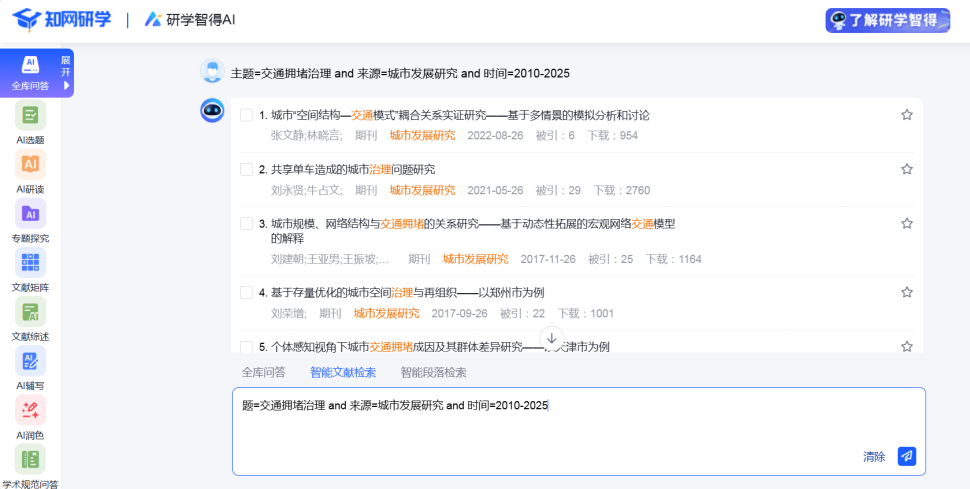 知网研学 | 研学智得AI
了解研学智得
AI
全库问答
展开
AI选题
AI
AI研读
AI
专题探究
文献矩阵
文献综述
AI
AI辅写
AI润色
学术规范问答
主题=交通拥堵治理 and 来源=城市发展研究 and 时间=2010-2025
1. 城市“空间结构—交通模式”耦合关系实证研究——基于多情景的模拟分析和讨论
张文静;林晓言; 期刊 城市发展研究 2022-08-26 被引：6 下载：954
2. 共享单车造成的城市治理问题研究
刘永贤;牛占文; 期刊 城市发展研究 2021-05-26 被引：29 下载：2760
3. 城市规模、网络结构与交通拥堵的关系研究——基于动态性拓展的宏观网络交通模型
的解释
刘建朝;王亚男;王振坡;... 期刊 城市发展研究 2017-11-26 被引：25 下载：1164
4. 基于存量优化的城市空间治理与再组织——以郑州市为例
刘荣增; 期刊 城市发展研究 2017-09-26 被引：22 下载：1001
5. 个体感知视角下城市交通拥堵成因及其群体差异研究——以天津市为例
全库问答 智能文献检索 智能段落检索
题=交通拥堵治理 and 来源=城市发展研究 and 时间=2010-2025
清除